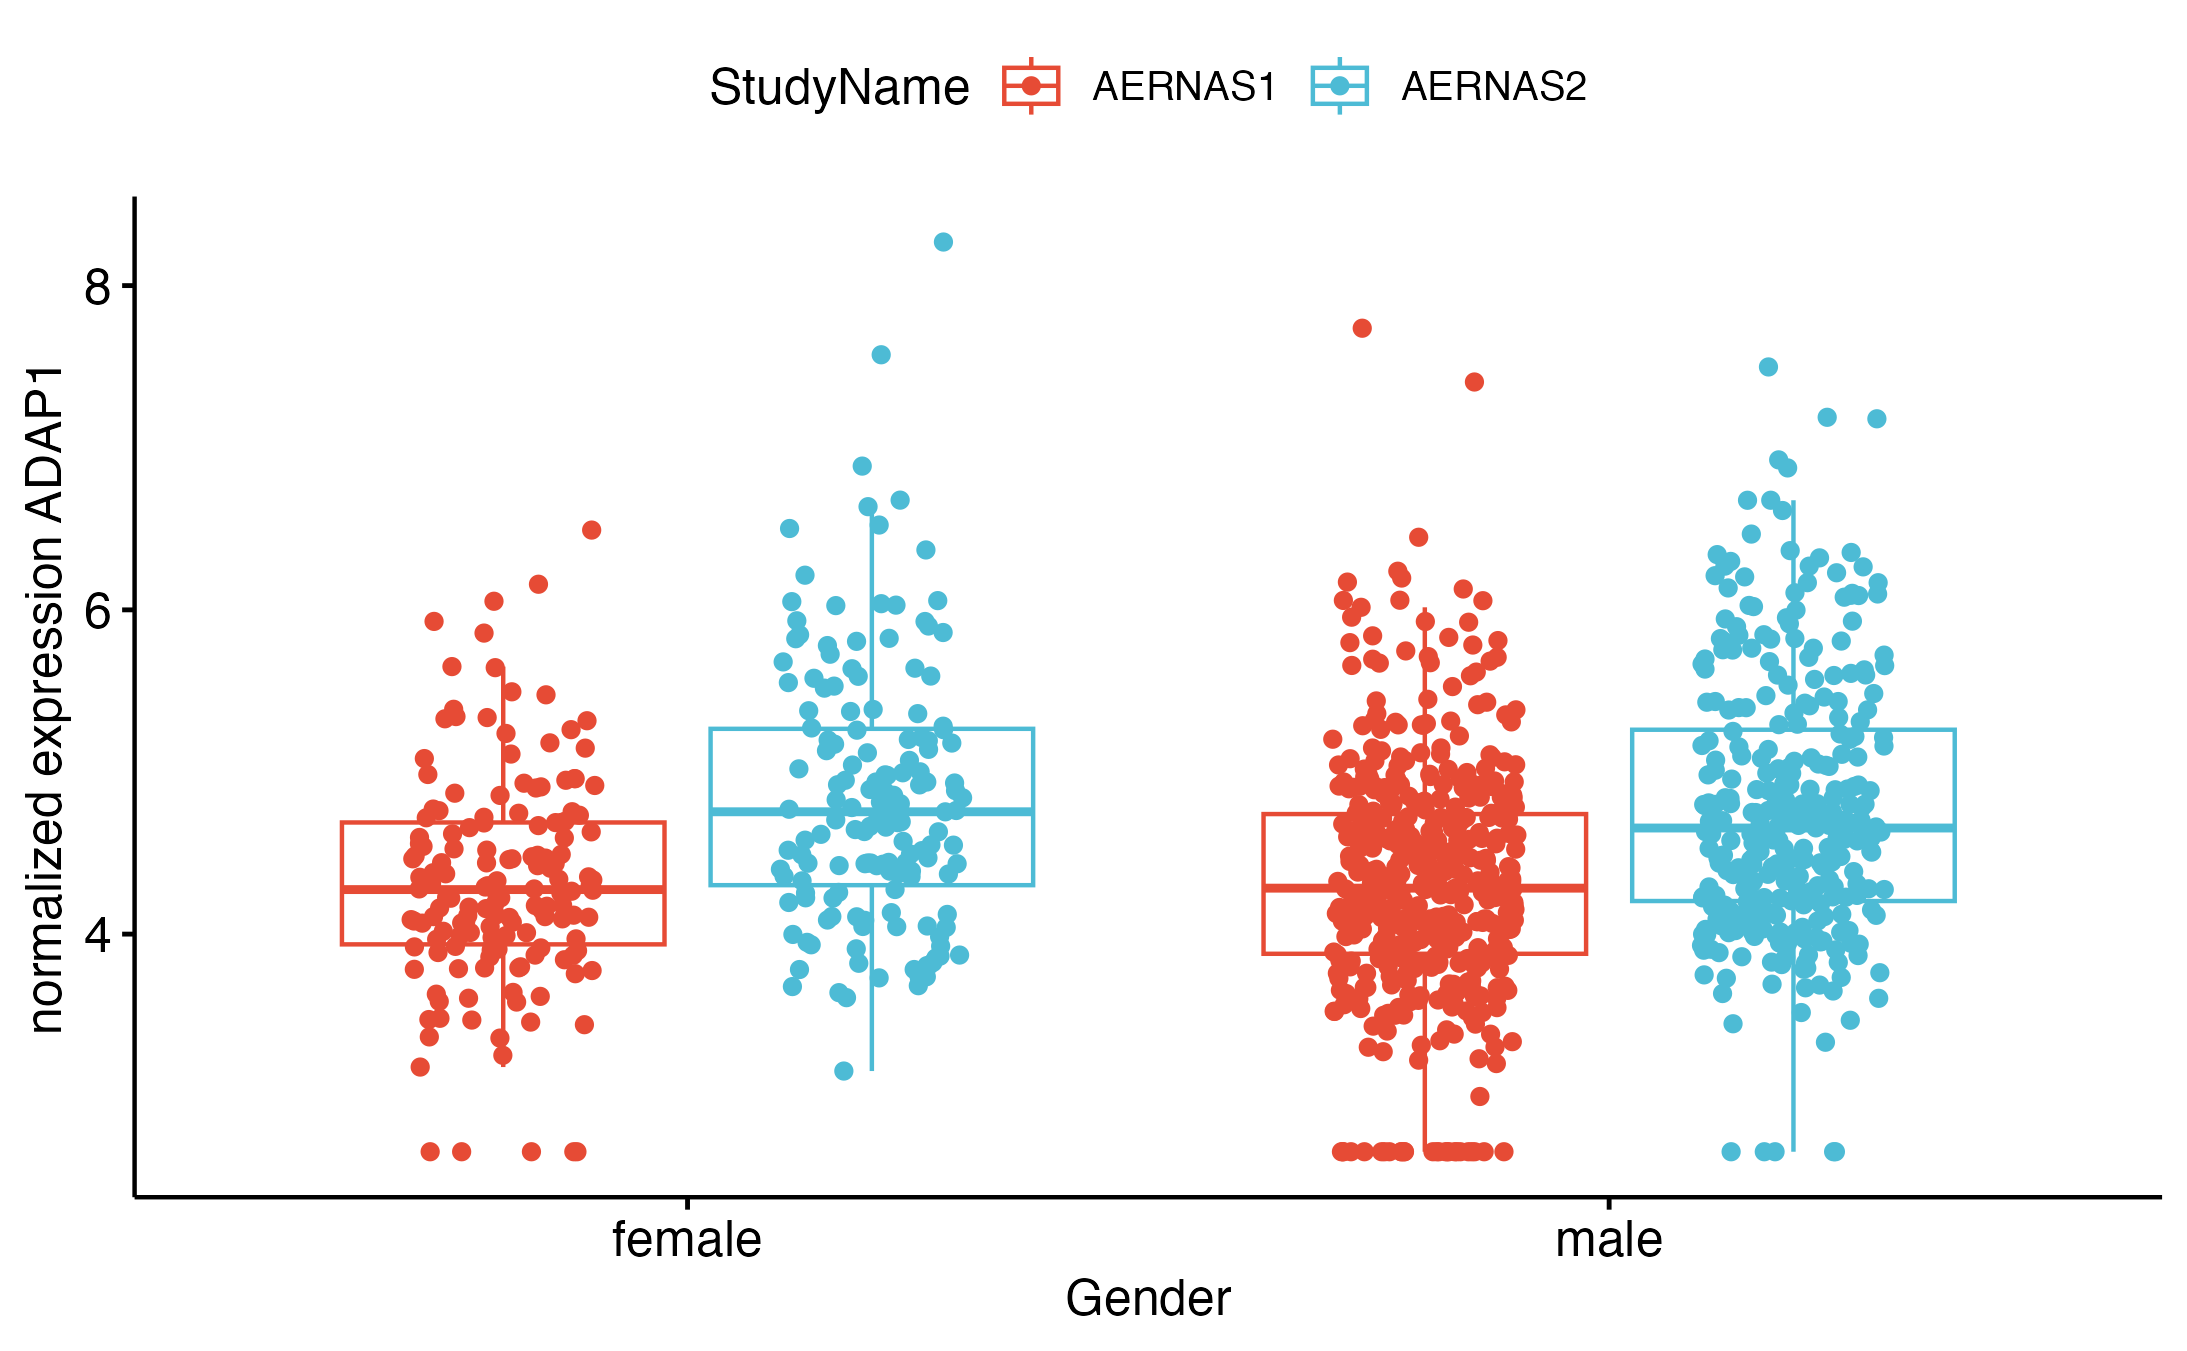 StudyName AERNAS1 AERNAS2
normalized expression ADAP1
8
6
4
female male
Gender